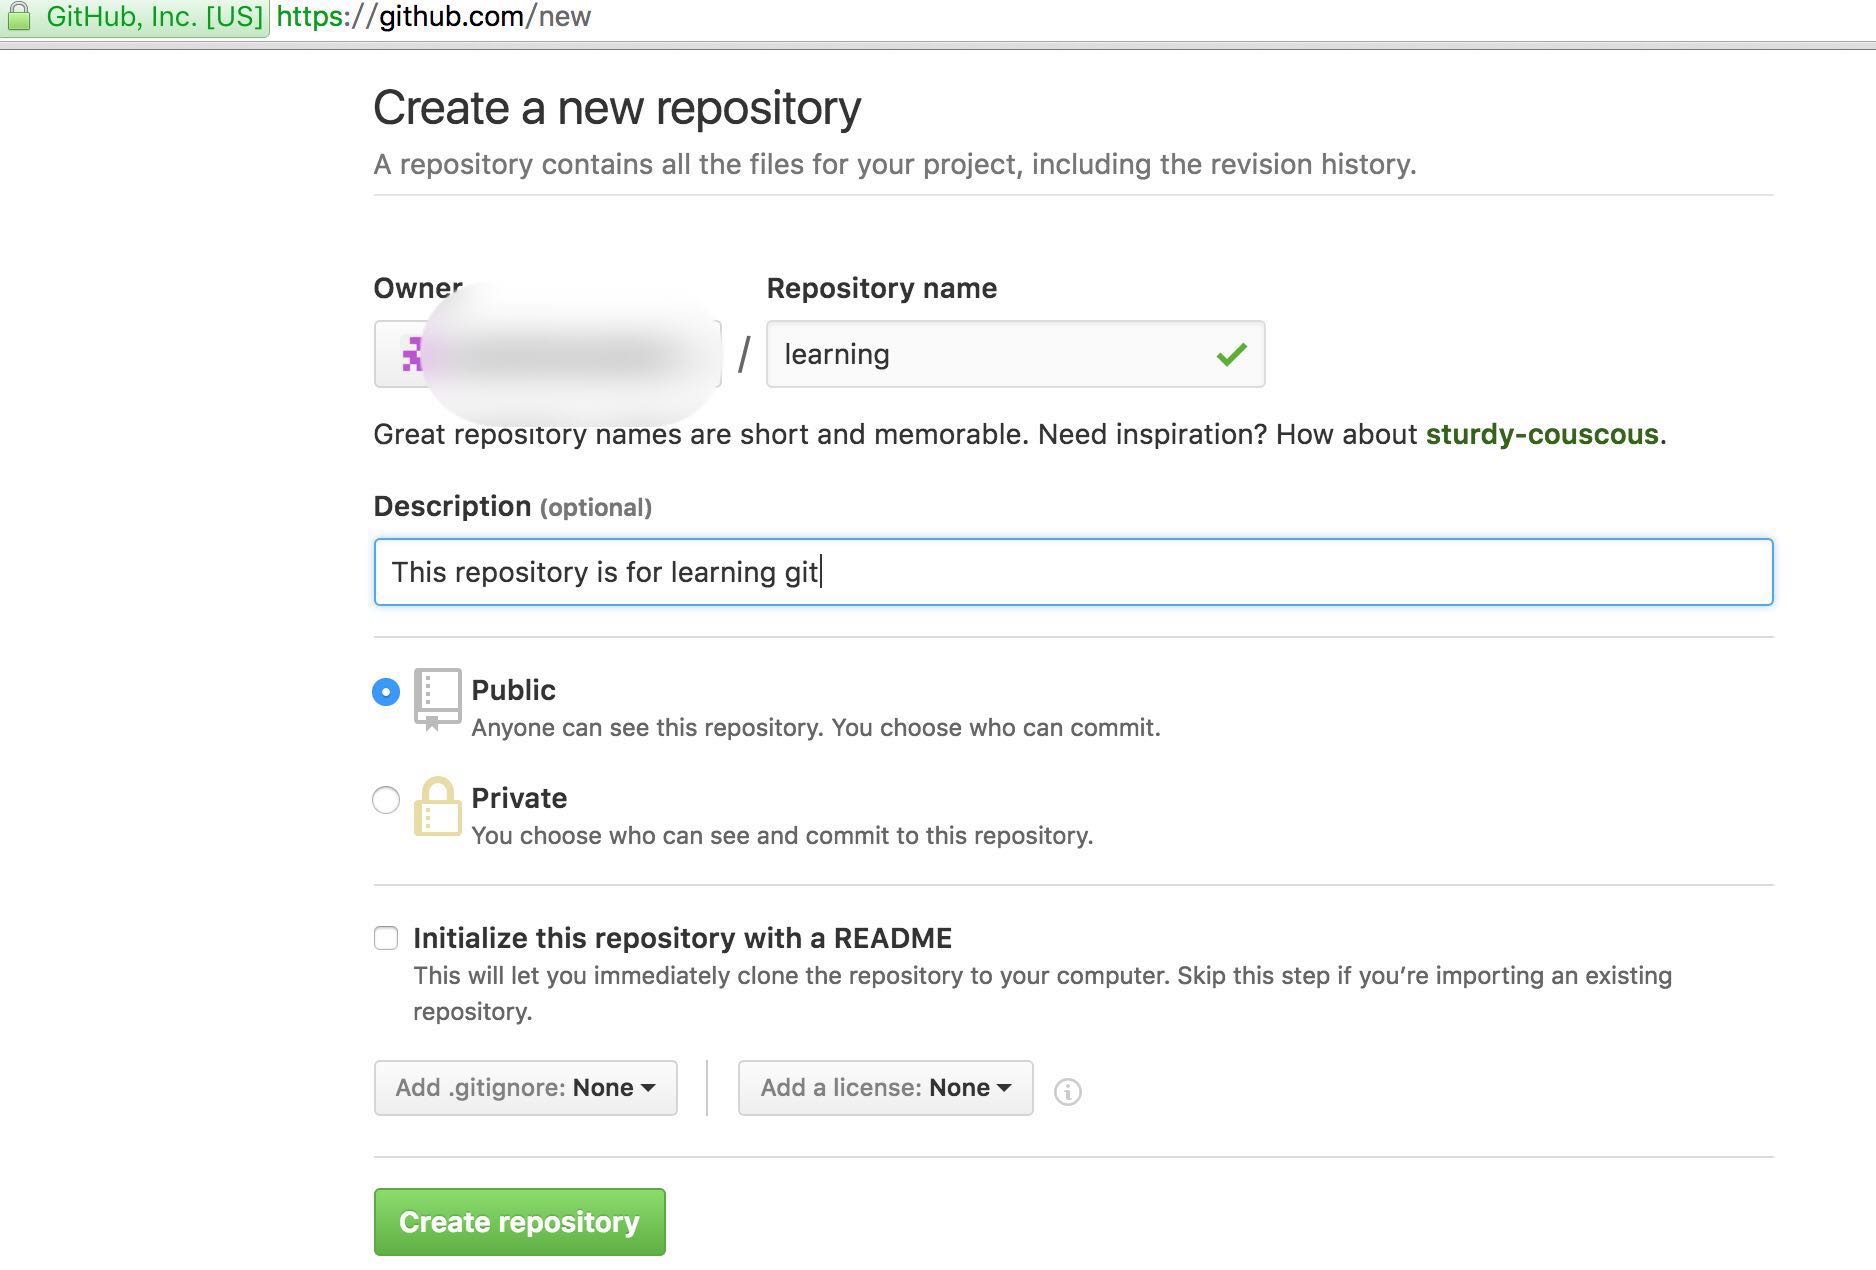 GitHub, Inc. [US] https://github.com/new
Create a new repository
A repository contains all the files for your project, including the revision history.
Owner Repository name
/ learning
Great repository names are short and memorable. Need inspiration? How about sturdy-couscous.
Description (optional)
This repository is for learning git
Public
Anyone can see this repository. You choose who can commit.
Private
You choose who can see and commit to this repository.
Initialize this repository with a README
This will let you immediately clone the repository to your computer. Skip this step if you’re importing an existing
repository.
Add .gitignore: None Add a license: None
Create repository